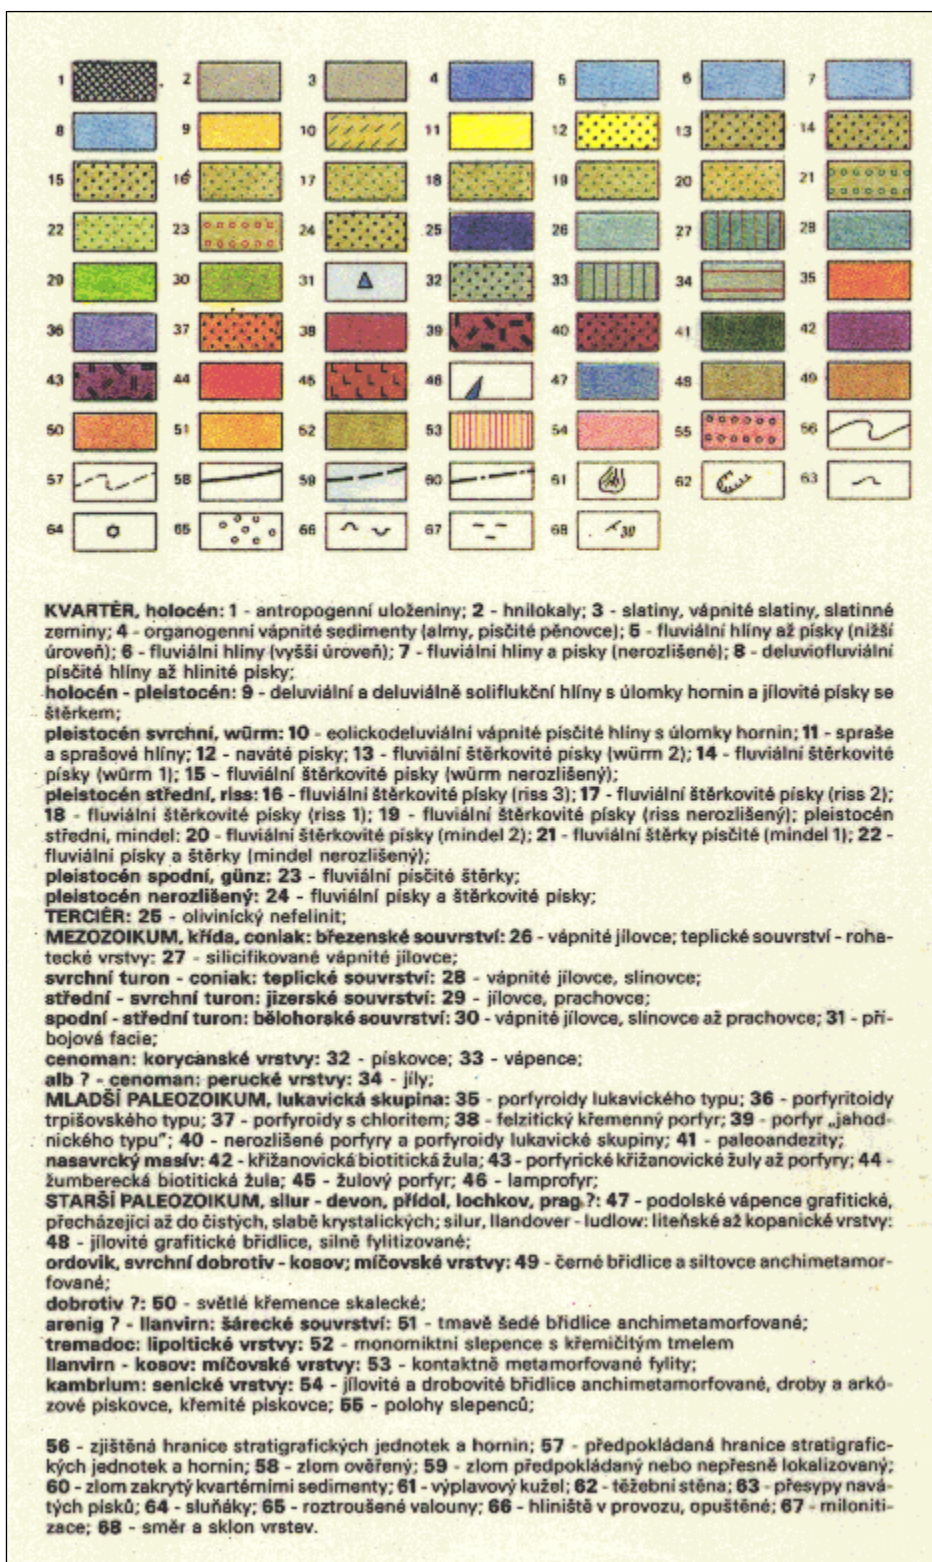 1 2 3 4 5 6 7
8 9 10 11 12 13 14
15 16 17 18 19 20 21
22 23 24 25 26 27 28
29 30 31 32 33 34 35
36 37 38 39 40 41 42
43 44 45 46 47 48 49
50 51 52 53 54 55 56
57 58 59 60 61 62 63
64 65 66 67 68 30
KVARTÉR, holocén: 1 - antropogenní uloženiny; 2 - hnilokaly; 3 - slatiny, vápnité slatiny, slatinné
zeminy; 4 - organogenní vápnité sedimenty (almy, písčité pěnovce); 5 - fluviální hlíny až písky (nižší
úroveň); 6 - fluviální hlíny (vyšší úroveň); 7 - fluviální hlíny a písky (nerozlišené); 8 - deluviofluviální
písčité hlíny až hlinité písky;
holocén - pleistocén: 9 - deluviální a deluviálně soliflukční hlíny s úlomky hornin a jílovité písky se
štěrkem;
pleistocén svrchní, würm: 10 - eolickodeluviální vápnité písčité hlíny s úlomky hornin; 11 - spraše
a sprašové hlíny; 12 - naváté písky; 13 - fluviální štěrkovité písky (würm 2); 14 - fluviální štěrkovité
písky (würm 1); 15 - fluviální štěrkovité písky (würm nerozlišený);
pleistocén střední, riss: 16 - fluviální štěrkovité písky (riss 3); 17 - fluviální štěrkovité písky (riss 2);
18 - fluviální štěrkovité písky (riss 1); 19 - fluviální štěrkovité písky (riss nerozlišený); pleistocén
střední, mindel: 20 - fluviální štěrkovité písky (mindel 2); 21 - fluviální štěrky písčité (mindel 1); 22 -
fluviální písky a štěrky (mindel nerozlišený);
pleistocén spodní, günz: 23 - fluviální písčité štěrky;
pleistocén nerozlišený: 24 - fluviální písky a štěrkovité písky;
TERCIÉR: 25 - olivinický nefelinit;
MEZOZOIKUM, křída, coniak: březenské souvrství: 26 - vápnité jílovce; teplické souvrství - roha-
tecké vrstvy: 27 - silicifikované vápnité jílovce;
svrchní turon - coniak: teplické souvrství: 28 - vápnité jílovce, slínovce;
střední - svrchní turon: jizerské souvrství: 29 - jílovce, prachovce;
spodní - střední turon: bělohorské souvrství: 30 - vápnité jílovce, slínovce až prachovce; 31 - pří-
bojová facie;
cenoman: korycanské vrstvy: 32 - pískovce; 33 - vápence;
alb ? - cenoman: perucké vrstvy: 34 - jíly;
MLADŠÍ PALEOZOIKUM, lukavická skupina: 35 - porfyroidy lukavického typu; 36 - porfyritoidy
trpišovského typu; 37 - porfyroidy s chloritem; 38 - felzitický křemenný porfyr; 39 - porfyr „jahod-
nického typu"; 40 - nerozlišené porfyry a porfyroidy lukavické skupiny; 41 - paleoandezity;
nasavrcký masív: 42 - křižanovická biotitická žula; 43 - porfyrické křižanovické žuly až porfyry; 44 -
žumberecká biotitická žula; 45 - žulový porfyr; 46 - lamprofyr;
STARŠÍ PALEOZOIKUM, silur - devon, přídol, lochkov, prag ?: 47 - podolské vápence grafitické,
přecházející až do čistých, slabě krystalických; silur, llandover - ludlow: liteňské až kopanické vrstvy:
48 - jílovité grafitické břidlice, silně fylitizované;
ordovik, svrchní dobrotiv - kosov; míčovské vrstvy: 49 - černé břidlice a siltovce anchimetamor-
fované;
dobrotiv ?: 50 - světlé křemence skalecké;
arenig ? - llanvirn: šárecké souvrství: 51 - tmavě šedé břidlice anchimetamorfované;
tremadoc: lipoltické vrstvy: 52 - monomiktní slepence s křemičitým tmelem
llanvirn - kosov: míčovské vrstvy: 53 - kontaktně metamorfované fylity;
kambrium: senické vrstvy: 54 - jílovité a drobovité břidlice anchimetamorfované, droby a arkó-
zové pískovce, křemité pískovce; 55 - polohy slepenců;
56 - zjištěná hranice stratigrafických jednotek a hornin; 57 - předpokládaná hranice stratigrafic-
kých jednotek a hornin; 58 - zlom ověřený; 59 - zlom předpokládaný nebo nepřesně lokalizovaný;
60 - zlom zakrytý kvartérními sedimenty; 61 - výplavový kužel; 62 - těžební stěna; 63 - přesypy navá-
tých písků; 64 - sluňáky; 65 - roztroušené valouny; 66 - hliniště v provozu, opuštěné; 67 - miloniti-
zace; 68 - směr a sklon vrstev.